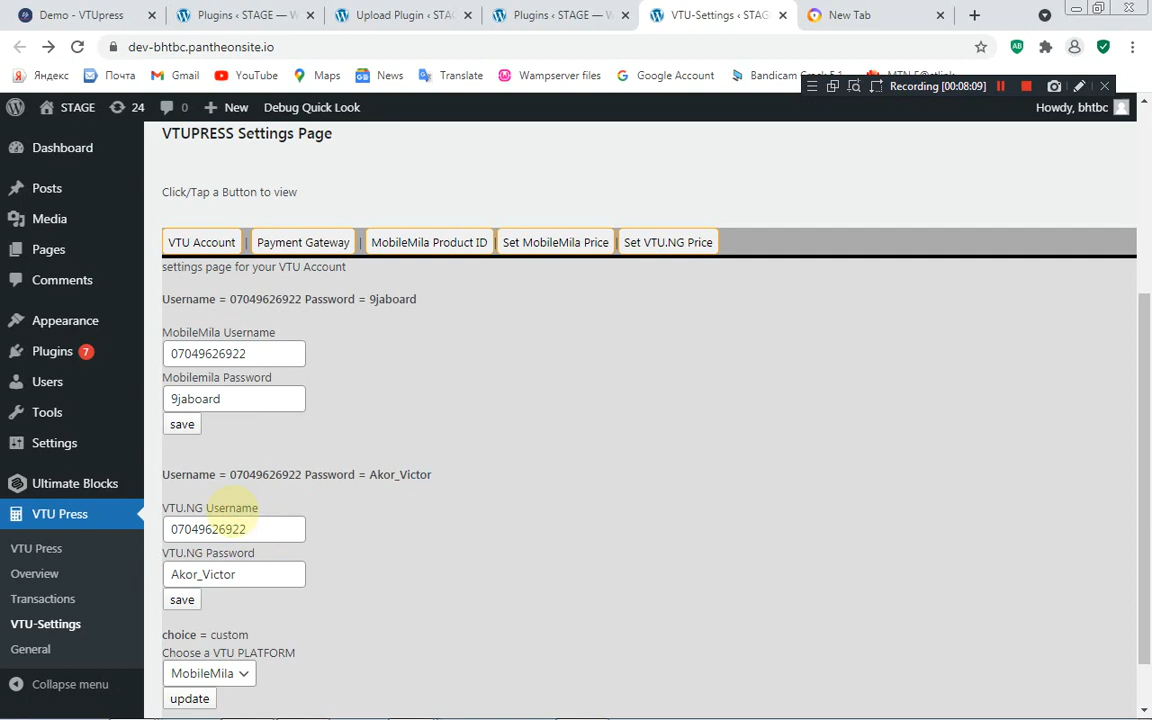 Demo - VTUpress
Plugins ‹ STAGE — W
Upload Plugin ‹ STAGE
Plugins ‹ STAGE — W
VTU-Settings ‹ STAGE
New Tab
dev-bhtbc.pantheonsite.io
Яндекс
Почта
Gmail
YouTube
Maps
News
Translate
Wampserver files
Google Account
Recording [00:08:09]
STAGE
24
0
New
Debug Quick Look
Howdy, bhtbc
Dashboard
Posts
Media
Pages
Comments
Appearance
Plugins 7
Users
Tools
Settings
Ultimate Blocks
VTU Press
VTU Press
Overview
Transactions
VTU-Settings
General
Collapse menu
VTUPRESS Settings Page
Click/Tap a Button to view
VTU Account | Payment Gateway | MobileMila Product ID | Set MobileMila Price | Set VTU.NG Price
settings page for your VTU Account
Username = 07049626922 Password = 9jaboard
MobileMila Username
07049626922
Mobilemila Password
9jaboard
save
Username = 07049626922 Password = Akor_Victor
VTU.NG Username
07049626922
VTU.NG Password
Akor_Victor
save
choice = custom
Choose a VTU PLATFORM
MobileMila
update